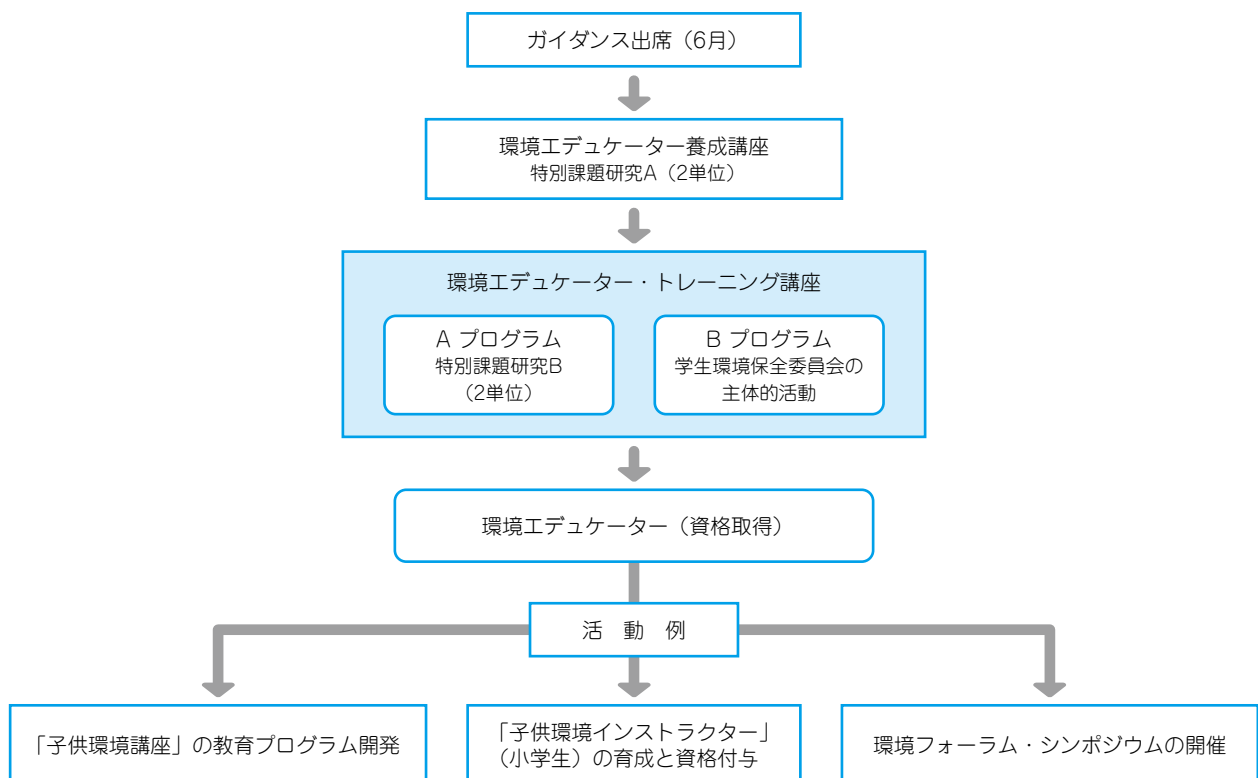 ガイダンス出席（6月）
環境エデュケーター養成講座
特別課題研究A（2単位）
環境エデュケーター・トレーニング講座
A プログラム
特別課題研究B
（2単位）
B プログラム
学生環境保全委員会の
主体的活動
環境エデュケーター（資格取得）
活　動　例
「子供環境講座」の教育プログラム開発
「子供環境インストラクター」
（小学生）の育成と資格付与
環境フォーラム・シンポジウムの開催